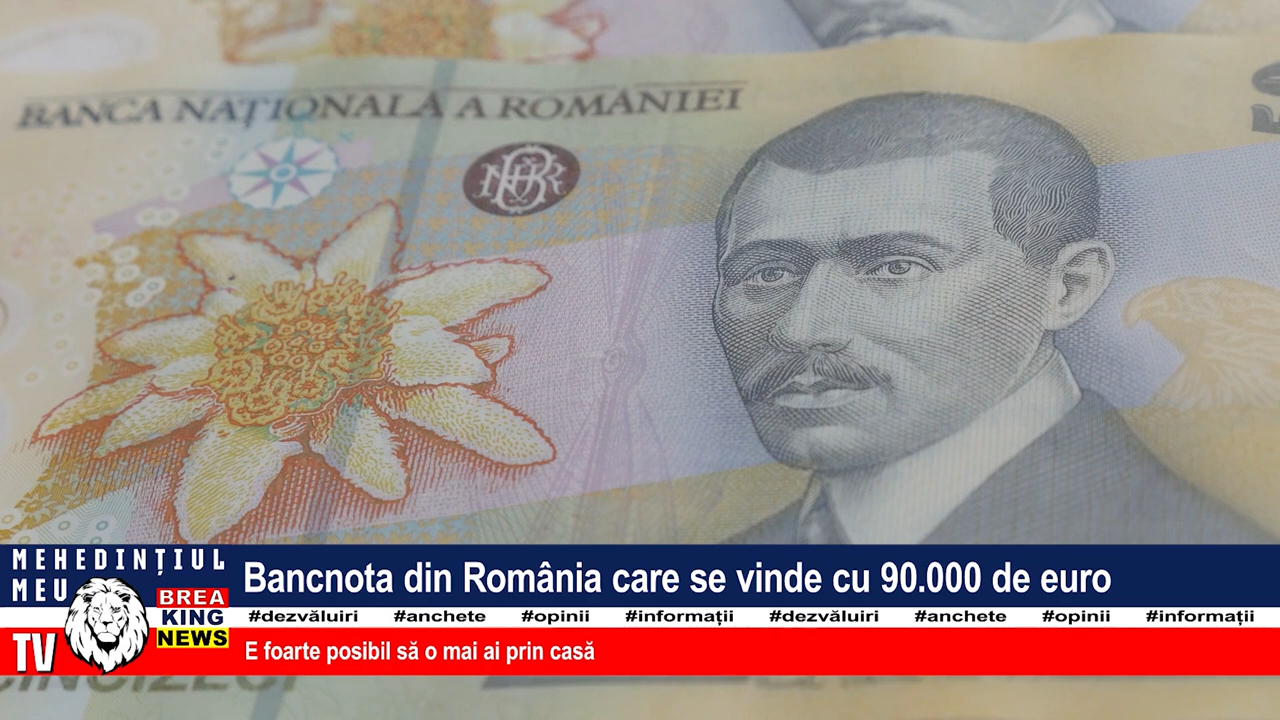 BANCA NAȚIONALĂ A ROMÂNIEI
BNR
MEHEDINȚIUL
MEU
TV
BREA
KING
NEWS
Bancnota din România care se vinde cu 90.000 de euro
#dezvăluiri #anchete #opinii #informații #dezvăluiri #anchete #opinii #informații
E foarte posibil să o mai ai prin casă
CINCIZECI